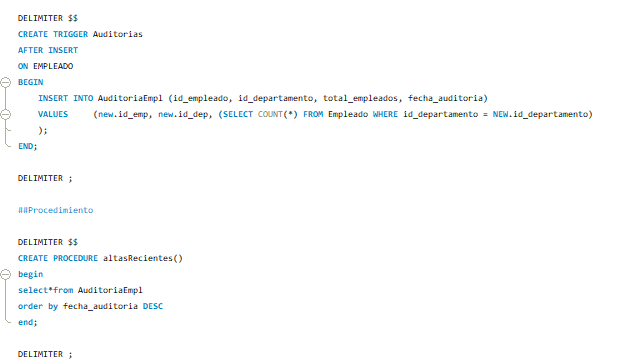 DELIMITER $$
CREATE TRIGGER Auditorias
AFTER INSERT
ON EMPLEADO
BEGIN
INSERT INTO AuditoriaEmpl (id_empleado, id_departamento, total_empleados, fecha_auditoria)
VALUES (new.id_emp, new.id_dep, (SELECT COUNT(*) FROM Empleado WHERE id_departamento = NEW.id_departamento)
);
END;
DELIMITER ;
##Procedimiento
DELIMITER $$
CREATE PROCEDURE altasRecientes()
begin
select*from AuditoriaEmpl
order by fecha_auditoria DESC
end;
DELIMITER ;